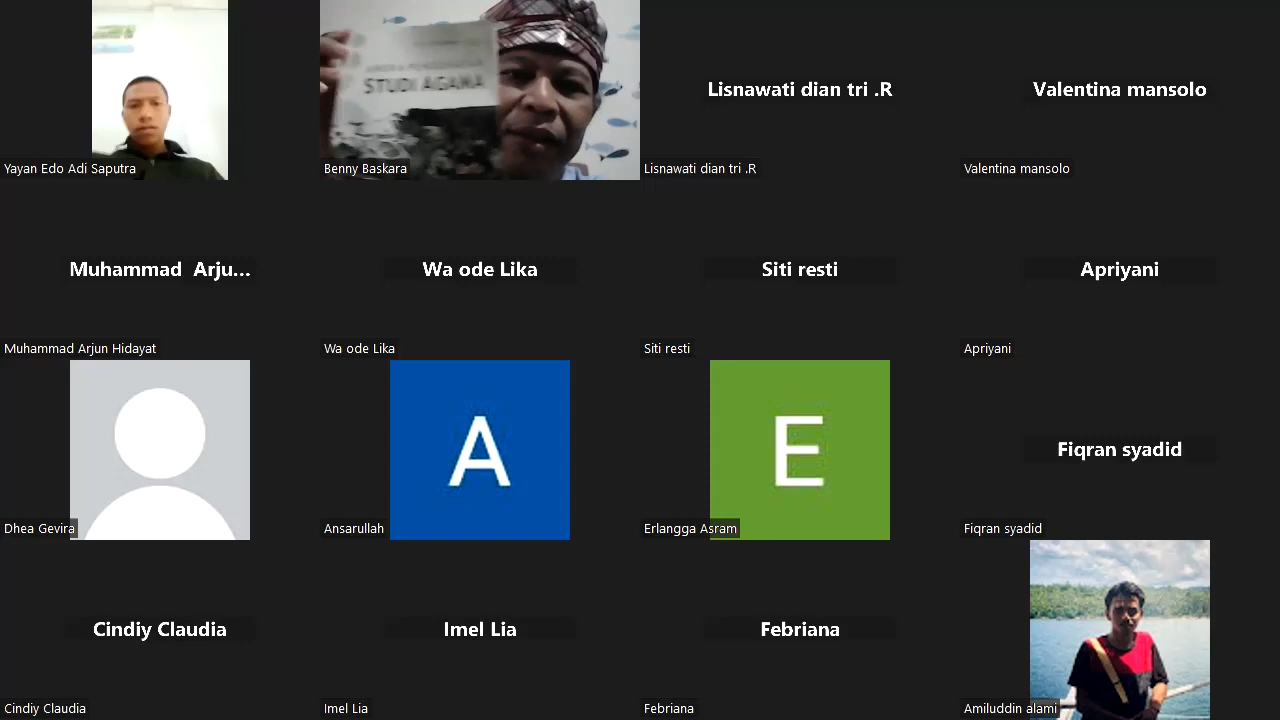 Yayan Edo Adi Saputra
STUDI AGAMA
Benny Baskara
Lisnawati dian tri .R
Lisnawati dian tri .R
Valentina mansolo
Valentina mansolo
Muhammad Arju...
Muhammad Arjun Hidayat
Wa ode Lika
Wa ode Lika
Siti resti
Siti resti
Apriyani
Apriyani
Dhea Gevira
A
Ansarullah
E
Erlangga Asram
Fiqran syadid
Fiqran syadid
Cindiy Claudia
Cindiy Claudia
Imel Lia
Imel Lia
Febriana
Febriana
Amiluddin alami